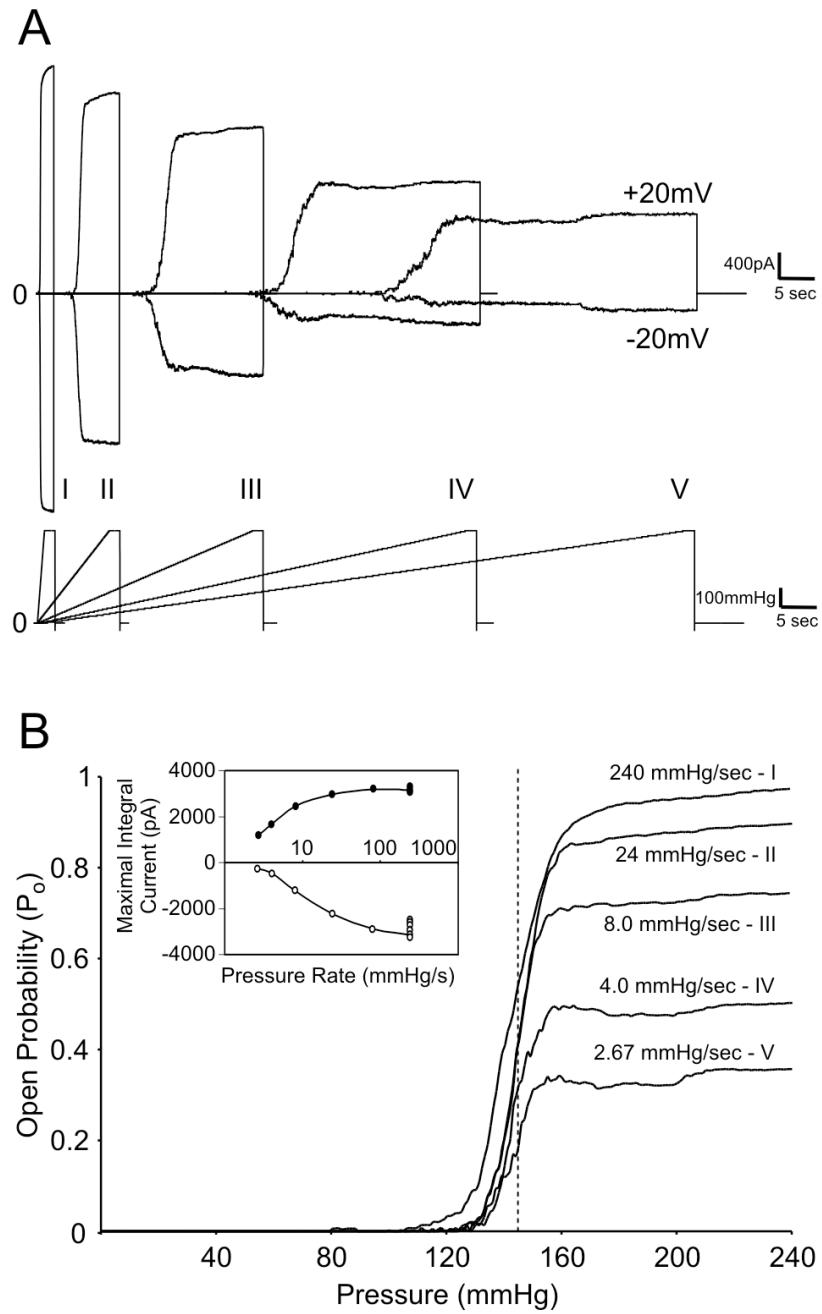 A
+20mV
400pA
5 sec
0
-20mV
I II III IV V
100mmHg
0
5 sec
B
Open Probability (Po)
1
0.8
0.6
0.4
0.2
0
40 80 120 160 200 240
Pressure (mmHg)
Maximal Integral
Current (pA)
4000
2000
0
-2000
-4000
10 100 1000
Pressure Rate (mmHg/s)
240 mmHg/sec - I
24 mmHg/sec - II
8.0 mmHg/sec - III
4.0 mmHg/sec - IV
2.67 mmHg/sec - V